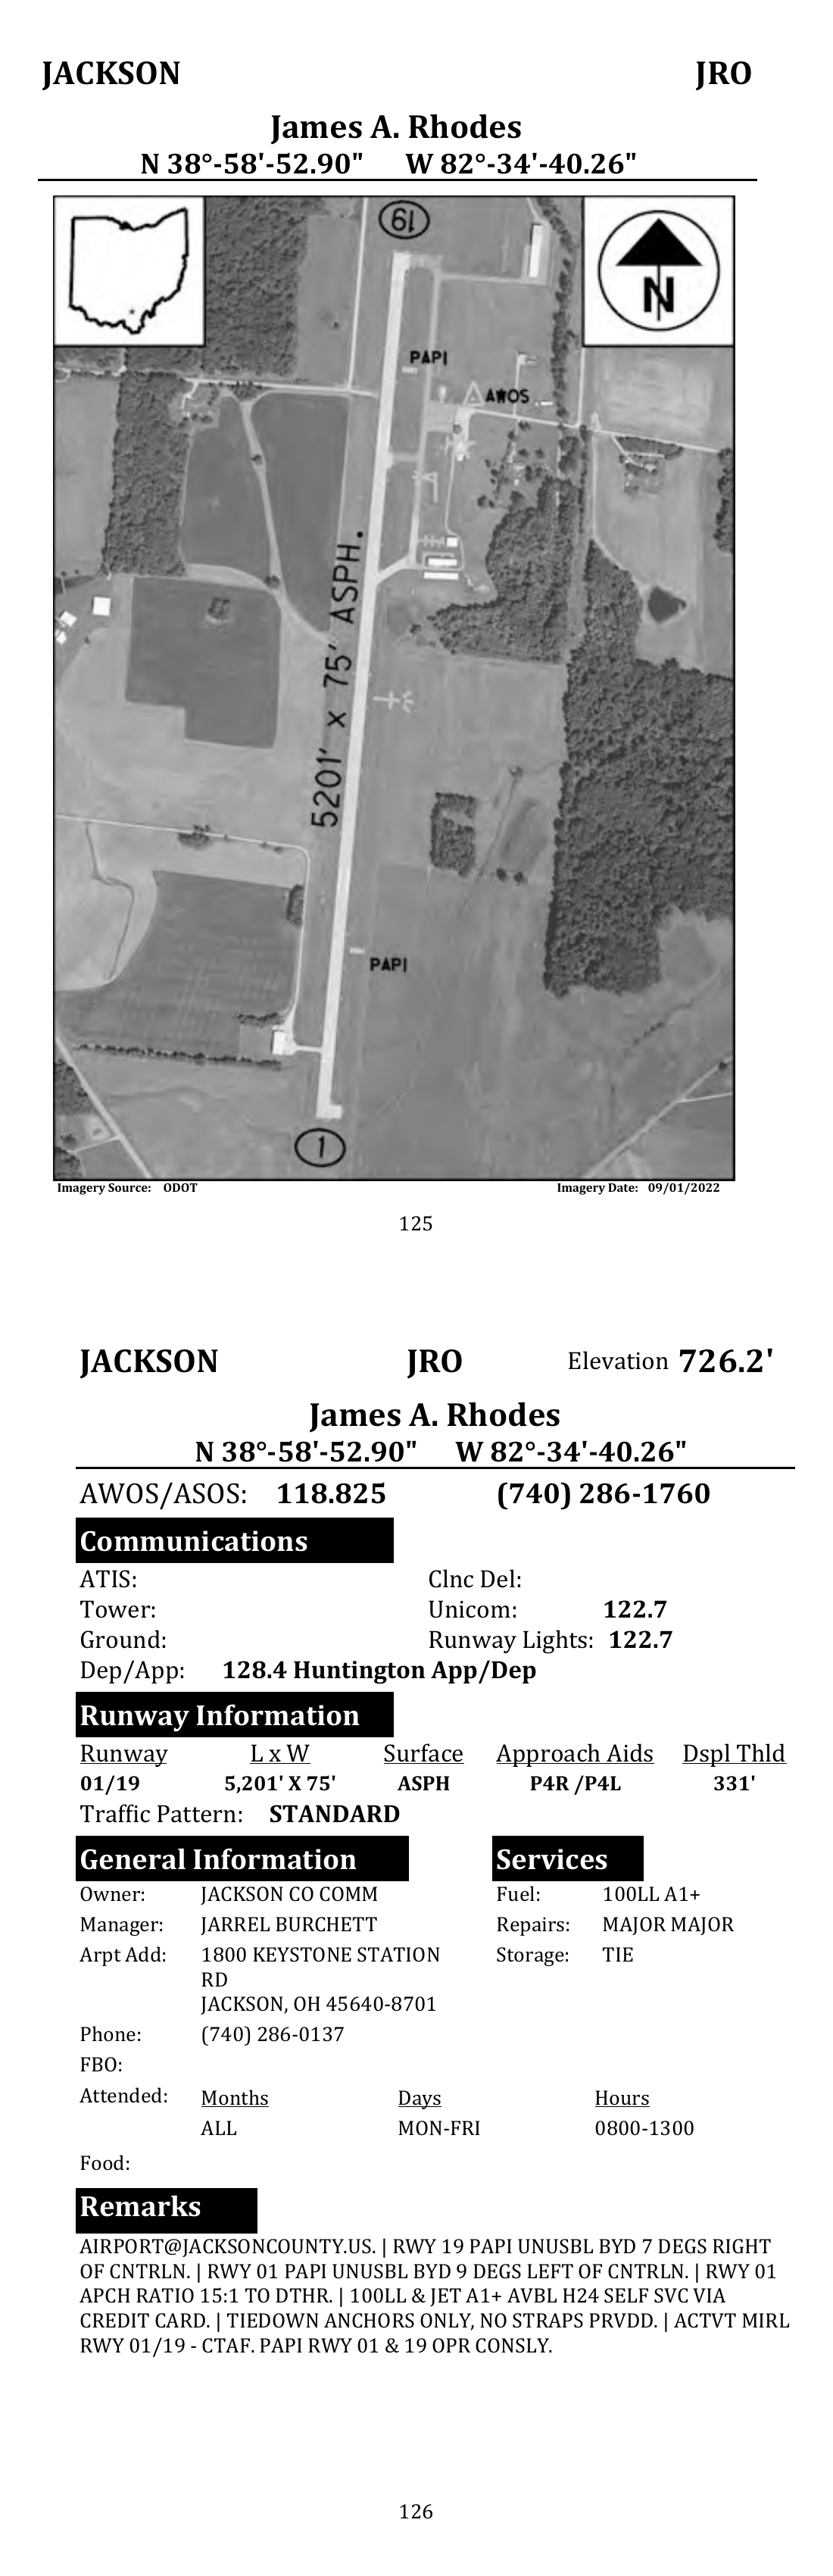 JACKSON JRO
James A. Rhodes
N 38°-58'-52.90" W 82°-34'-40.26"
19
N
PAPI
AWOS
5201' x 75' ASPH.
PAPI
1
Imagery Source: ODOT Imagery Date: 09/01/2022
125
JACKSON JRO Elevation 726.2'
James A. Rhodes
N 38°-58'-52.90" W 82°-34'-40.26"
AWOS/ASOS: 118.825 (740) 286-1760
Communications
ATIS: Clnc Del:
Tower: Unicom: 122.7
Ground: Runway Lights: 122.7
Dep/App: 128.4 Huntington App/Dep
Runway Information
Runway L x W Surface Approach Aids Dspl Thld
01/19 5,201' X 75' ASPH P4R /P4L 331'
Traffic Pattern: STANDARD
General Information Services
Owner: JACKSON CO COMM Fuel: 100LL A1+
Manager: JARREL BURCHETT Repairs: MAJOR MAJOR
Arpt Add: 1800 KEYSTONE STATION Storage: TIE
RD
JACKSON, OH 45640-8701
Phone: (740) 286-0137
FBO:
Attended: Months Days Hours
ALL MON-FRI 0800-1300
Food:
Remarks
AIRPORT@JACKSONCOUNTY.US. | RWY 19 PAPI UNUSBL BYD 7 DEGS RIGHT
OF CNTRLN. | RWY 01 PAPI UNUSBL BYD 9 DEGS LEFT OF CNTRLN. | RWY 01
APCH RATIO 15:1 TO DTHR. | 100LL & JET A1+ AVBL H24 SELF SVC VIA
CREDIT CARD. | TIEDOWN ANCHORS ONLY, NO STRAPS PRVDD. | ACTVT MIRL
RWY 01/19 - CTAF. PAPI RWY 01 & 19 OPR CONSLY.
126